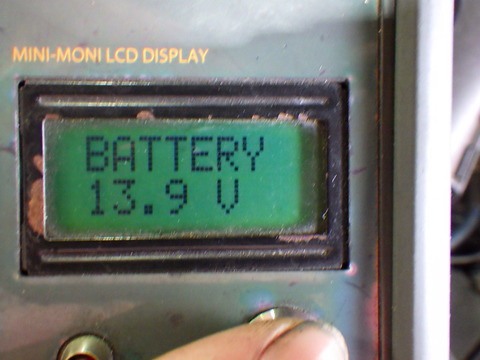 MINI-MONI LCD DISPLAY
BATTERY
13.9 V